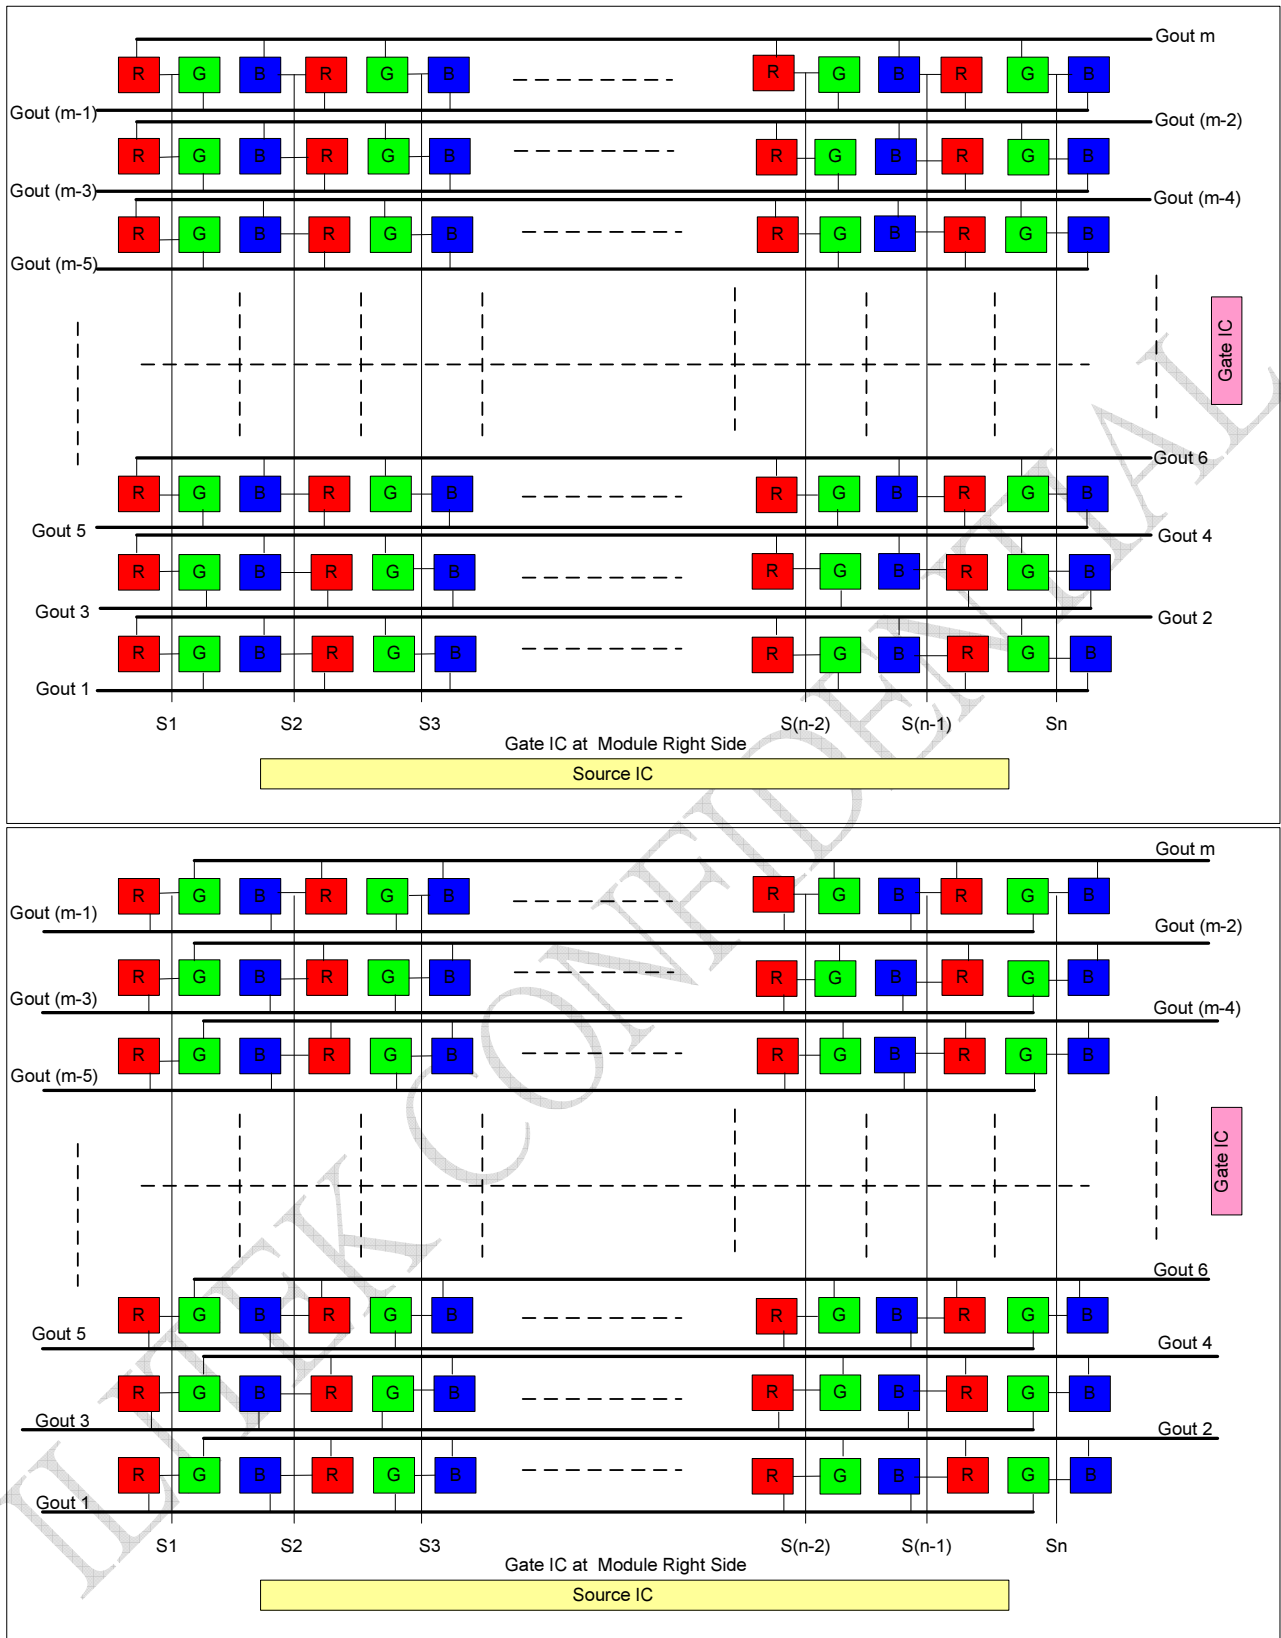 Gout m
R G B R G B R G B R G B
Gout (m-1)
Gout (m-2)
R G B R G B R G B R G B
Gout (m-3)
Gout (m-4)
R G B R G B R G B R G B
Gout (m-5)
Gate IC
Gout 6
R G B R G B R G B R G B
Gout 5
Gout 4
R G B R G B R G B R G B
Gout 3
Gout 2
R G B R G B R G B R G B
Gout 1
S1 S2 S3 S(n-2) S(n-1) Sn
Gate IC at Module Right Side
Source IC
Gout m
R G B R G B R G B R G B
Gout (m-1)
Gout (m-2)
R G B R G B R G B R G B
Gout (m-3)
Gout (m-4)
R G B R G B R G B R G B
Gout (m-5)
Gate IC
Gout 6
R G B R G B R G B R G B
Gout 5
Gout 4
R G B R G B R G B R G B
Gout 3
Gout 2
R G B R G B R G B R G B
Gout 1
S1 S2 S3 S(n-2) S(n-1) Sn
Gate IC at Module Right Side
Source IC
ILITEK CONFIDENTIAL